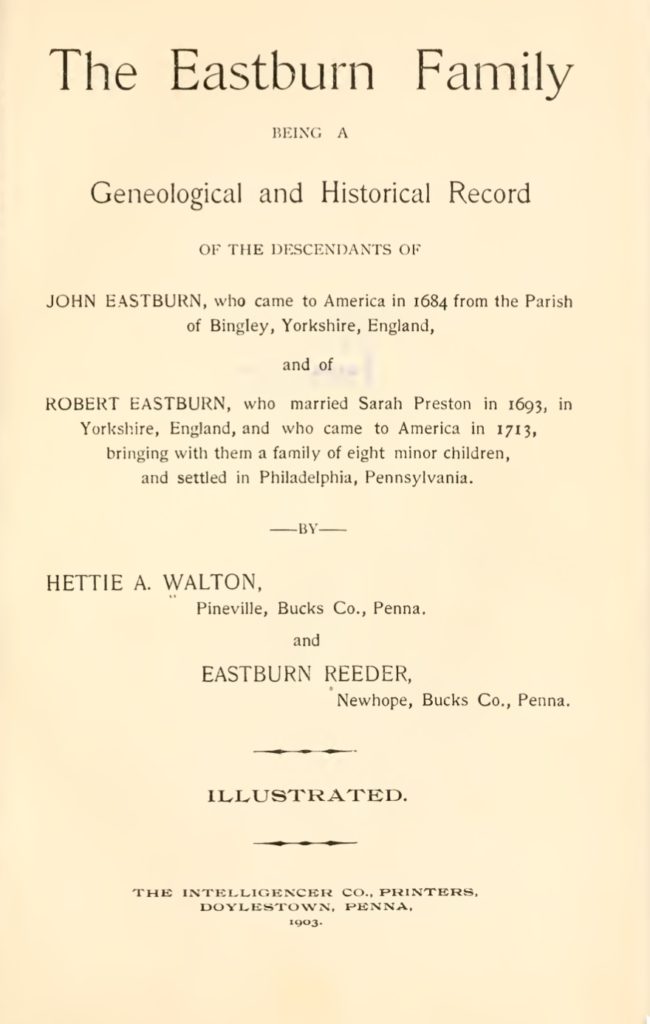 The Eastburn Family
BEING A
Geneological and Historical Record
OF THE DESCENDANTS OF
JOHN EASTBURN, who came to America in 1684 from the Parish
of Bingley, Yorkshire, England,
and of
ROBERT EASTBURN, who married Sarah Preston in 1693, in
Yorkshire, England, and who came to America in 1713,
bringing with them a family of eight minor children,
and settled in Philadelphia, Pennsylvania.
——BY——
HETTIE A. WALTON,
Pineville, Bucks Co., Penna.
and
EASTBURN REEDER,
Newhope, Bucks Co., Penna.
ILLUSTRATED.
THE INTELLIGENCER CO., PRINTERS,
DOYLESTOWN, PENNA,
1903.